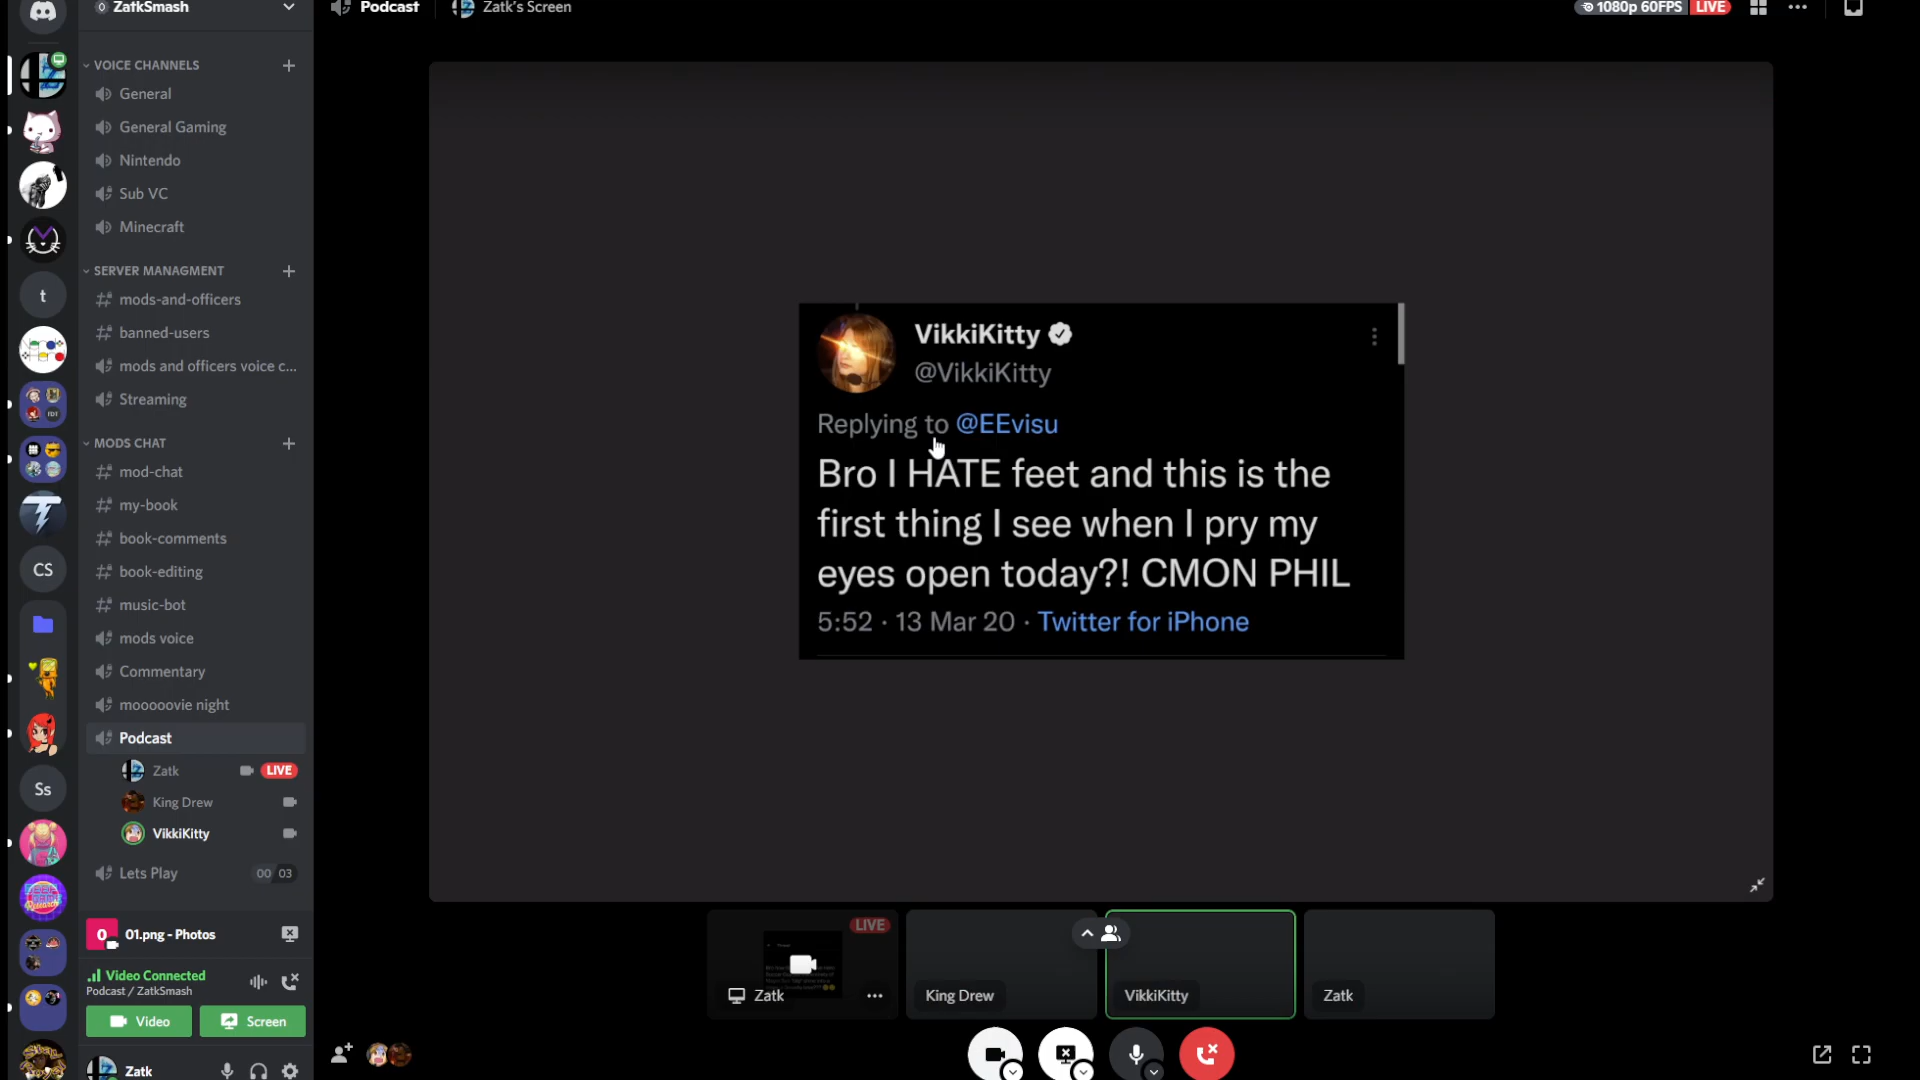 ZatkSmash
Podcast
Zatk's Screen
1080p 60FPS
LIVE
VOICE CHANNELS
General
General Gaming
Nintendo
Sub VC
Minecraft
t
SERVER MANAGMENT
mods-and-officers
banned-users
mods and officers voice c...
Streaming
MODS CHAT
mod-chat
my-book
book-comments
CS
book-editing
music-bot
mods voice
Commentary
mooooovie night
Podcast
Zatk
LIVE
King Drew
Ss
VikkiKitty
Lets Play
00 03
01.png - Photos
Video Connected
Podcast / ZatkSmash
Video
Screen
Zatk
VikkiKitty
@VikkiKitty
Replying to @EEvisu
Bro I HATE feet and this is the
first thing I see when I pry my
eyes open today?! CMON PHIL
5:52 · 13 Mar 20 · Twitter for iPhone
LIVE
Zatk
King Drew
VikkiKitty
Zatk